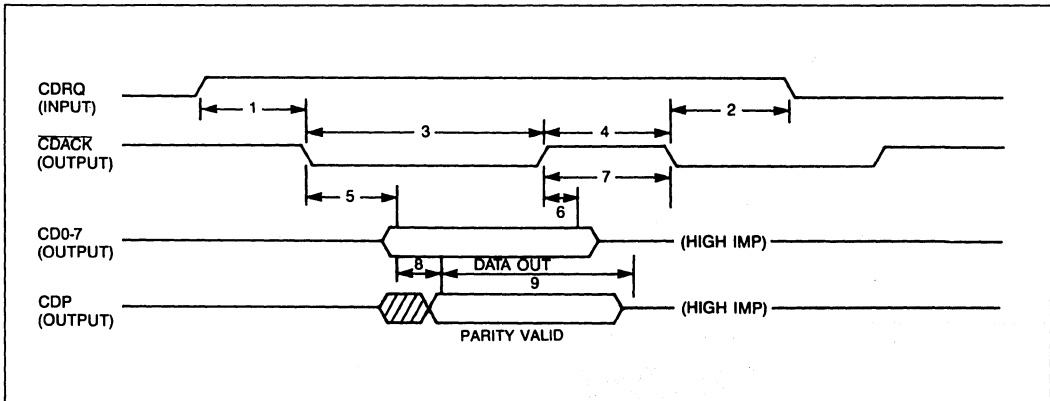 CDRQ
(INPUT)
1
2
CDACK
(OUTPUT)
3
4
7
5
6
CD0-7
(OUTPUT)
(HIGH IMP)
8
DATA OUT
9
CDP
(OUTPUT)
(HIGH IMP)
PARITY VALID